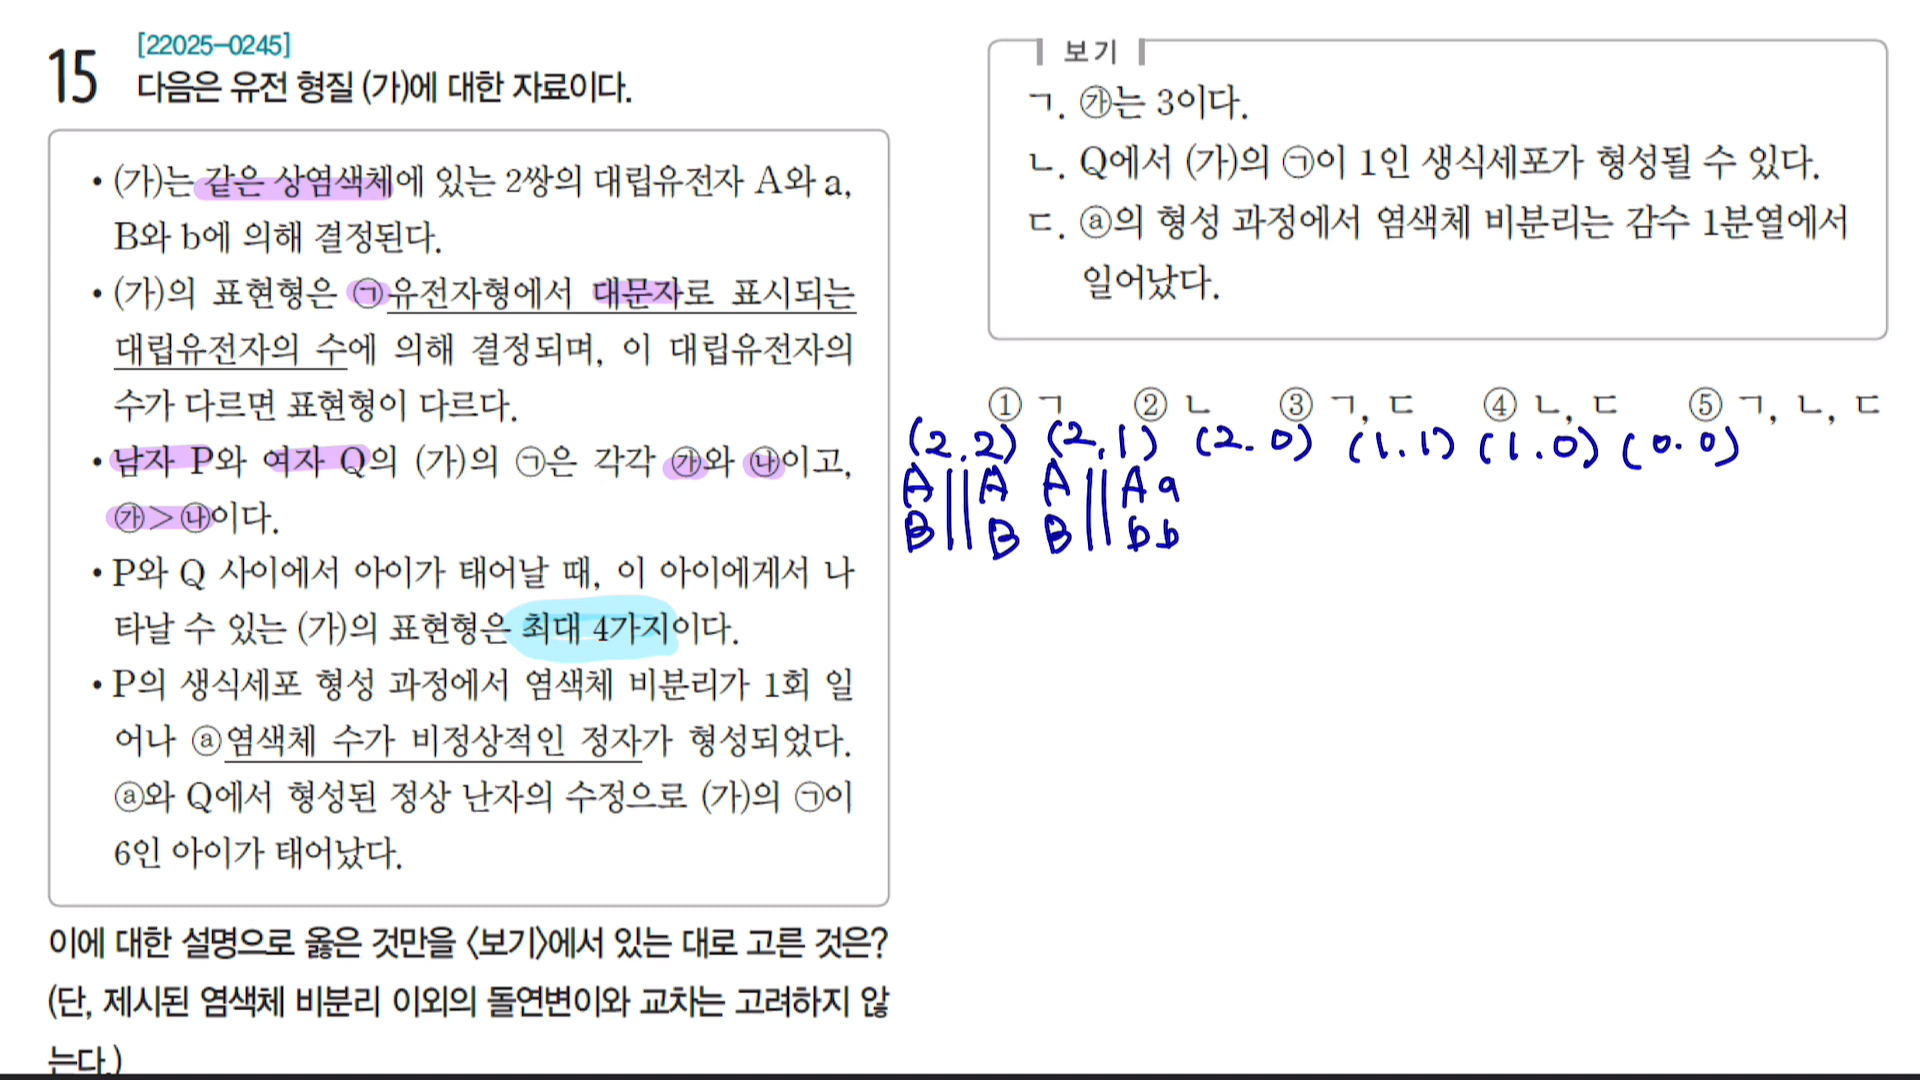 15
[22025-0245]
다음은 유전 형질 (가)에 대한 자료이다.
• (가)는 같은 상염색체에 있는 2쌍의 대립유전자 A와 a,
B와 b에 의해 결정된다.
• (가)의 표현형은 ㉠유전자형에서 대문자로 표시되는
대립유전자의 수에 의해 결정되며, 이 대립유전자의
수가 다르면 표현형이 다르다.
• 남자 P와 여자 Q의 (가)의 ㉠은 각각 ㉮와 ㉯이고,
㉮>㉯이다.
• P와 Q 사이에서 아이가 태어날 때, 이 아이에게서 나
타날 수 있는 (가)의 표현형은 최대 4가지이다.
• P의 생식세포 형성 과정에서 염색체 비분리가 1회 일
어나 ⓐ염색체 수가 비정상적인 정자가 형성되었다.
ⓐ와 Q에서 형성된 정상 난자의 수정으로 (가)의 ㉠이
6인 아이가 태어났다.
이에 대한 설명으로 옳은 것만을 〈보기〉에서 있는 대로 고른 것은?
(단, 제시된 염색체 비분리 이외의 돌연변이와 교차는 고려하지 않
는다.)
보기
ㄱ. ㉮는 3이다.
ㄴ. Q에서 (가)의 ㉠이 1인 생식세포가 형성될 수 있다.
ㄷ. ⓐ의 형성 과정에서 염색체 비분리는 감수 1분열에서
일어났다.
① ㄱ ② ㄴ ③ ㄱ, ㄷ ④ ㄴ, ㄷ ⑤ ㄱ, ㄴ, ㄷ
(2.2) (2,1) (2.0) (1.1) (1.0) (0.0)
A || A A || A a
B || B B || b b